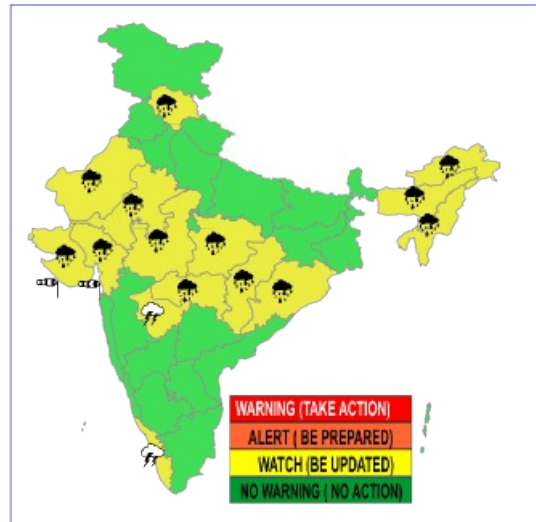 WARNING (TAKE ACTION)
ALERT ( BE PREPARED)
WATCH (BE UPDATED)
NO WARNING ( NO ACTION)